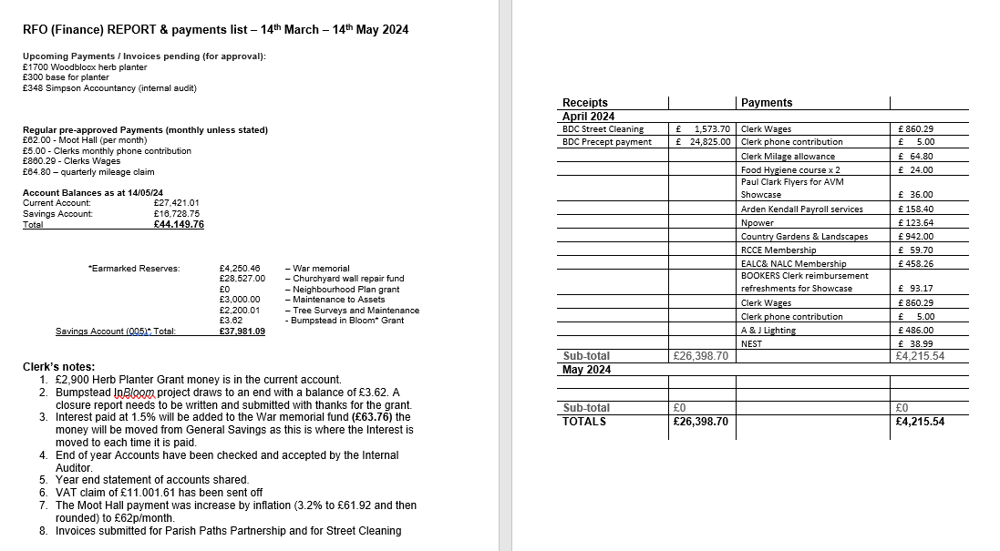 RFO (Finance) REPORT & payments list – 14th March – 14th May 2024
Upcoming Payments / Invoices pending (for approval):
£1700 Woodblocx herb planter
£300 base for planter
£348 Simpson Accountancy (internal audit)
Regular pre-approved Payments (monthly unless stated)
£62.00 - Moot Hall (per month)
£5.00 - Clerks monthly phone contribution
£860.29 - Clerks Wages
£64.80 – quarterly mileage claim
Account Balances as at 14/05/24
Current Account: £27,421.01
Savings Account: £16,728.75
Total £44.149.76
*Earmarked Reserves: £4,250.46 – War memorial
£28,527.00 – Churchyard wall repair fund
£0 – Neighbourhood Plan grant
£3,000.00 – Maintenance to Assets
£2,200.01 – Tree Surveys and Maintenance
£3.62 - Bumpstead in Bloom* Grant
Savings Account (005)* Total: £37,981.09
Clerk's notes:
1. £2,900 Herb Planter Grant money is in the current account.
2. Bumpstead InBloom project draws to an end with a balance of £3.62. A
closure report needs to be written and submitted with thanks for the grant.
3. Interest paid at 1.5% will be added to the War memorial fund (£63.76) the
money will be moved from General Savings as this is where the Interest is
moved to each time it is paid.
4. End of year Accounts have been checked and accepted by the Internal
Auditor.
5. Year end statement of accounts shared.
6. VAT claim of £11.001.61 has been sent off
7. The Moot Hall payment was increase by inflation (3.2% to £61.92 and then
rounded) to £62p/month.
8. Invoices submitted for Parish Paths Partnership and for Street Cleaning
Receipts Payments
April 2024
BDC Street Cleaning £ 1,573.70 Clerk Wages £ 860.29
BDC Precept payment £ 24,825.00 Clerk phone contribution £ 5.00
Clerk Milage allowance £ 64.80
Food Hygiene course x 2 £ 24.00
Paul Clark Flyers for AVM
Showcase £ 36.00
Arden Kendall Payroll services £ 158.40
Npower £ 123.64
Country Gardens & Landscapes £ 942.00
RCCE Membership £ 59.70
EALC& NALC Membership £ 458.26
BOOKERS Clerk reimbursement
refreshments for Showcase £ 93.17
Clerk Wages £ 860.29
Clerk phone contribution £ 5.00
A & J Lighting £ 486.00
NEST £ 38.99
Sub-total £26,398.70 £4,215.54
May 2024
Sub-total £0 £0
TOTALS £26,398.70 £4,215.54